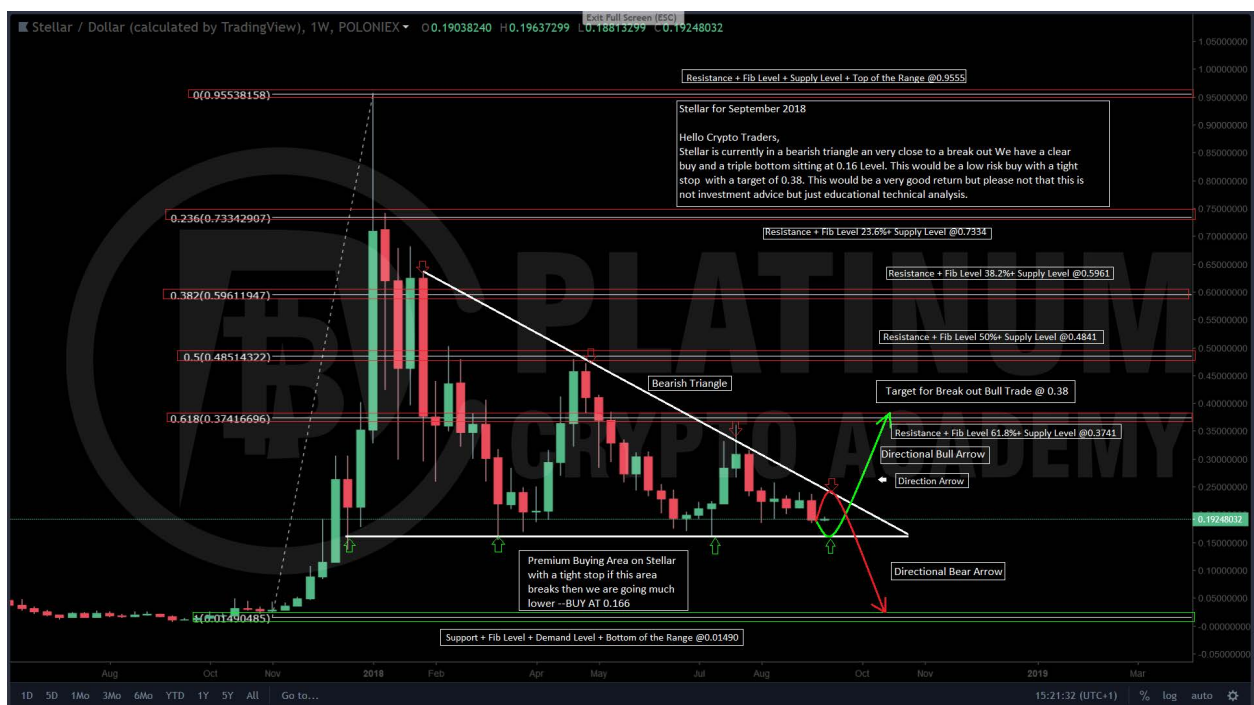 Exit Full Screen (ESC)
Stellar / Dollar (calculated by TradingView), 1W, POLONIEX O0.19038240 H0.19637299 L0.18813299 C0.19248032
1.05000000
Resistance + Fib Level + Supply Level + Top of the Range @0.9555
1.00000000
0(0.95538158)
0.95000000
Stellar for September 2018
0.90000000
Hello Crypto Traders,
Stellar is currently in a bearish triangle an very close to a break out We have a clear
buy and a triple bottom sitting at 0.16 Level. This would be a low risk buy with a tight
stop with a target of 0.38. This would be a very good return but please not that this is
not investment advice but just educational technical analysis.
0.85000000
0.80000000
0.75000000
0.236(0.73342907)
Resistance + Fib Level 23.6%+ Supply Level @0.7334
0.70000000
PLATINUM
0.65000000
Resistance + Fib Level 38.2%+ Supply Level @0.5961
0.382(0.59611947)
0.60000000
0.55000000
Resistance + Fib Level 50%+ Supply Level @0.4841
0.5(0.48514322)
0.50000000
Bearish Triangle
0.45000000
Target for Break out Bull Trade @ 0.38
0.40000000
0.618(0.37416696)
CRYPTO ACADEMY
Resistance + Fib Level 61.8%+ Supply Level @0.3741
0.35000000
Directional Bull Arrow
0.30000000
Direction Arrow
0.25000000
0.19248032
0.15000000
Premium Buying Area on Stellar
with a tight stop if this area
breaks then we are going much
lower --BUY AT 0.166
Directional Bear Arrow
0.10000000
0.05000000
1(0.01490485)
-0.00000000
Support + Fib Level + Demand Level + Bottom of the Range @0.01490
-0.05000000
Aug Oct Nov 2018 Feb Apr May Jul Aug Oct Nov 2019 Mar
1D 5D 1Mo 3Mo 6Mo YTD 1Y 5Y All Go to... 15:21:32 (UTC+1) % log auto